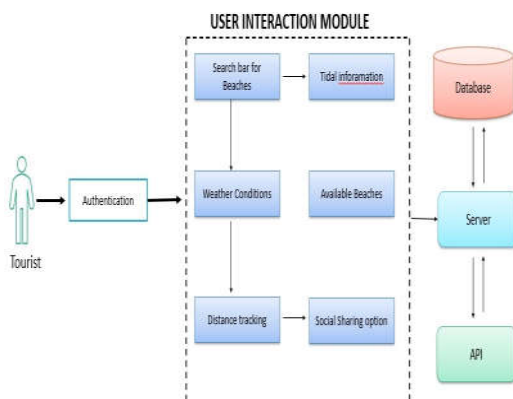 USER INTERACTION MODULE
Search bar for
Beaches
Tidal inforamation
Database
Authentication
Weather Conditions
Available Beaches
Server
Tourist
Distance tracking
Social Sharing option
API